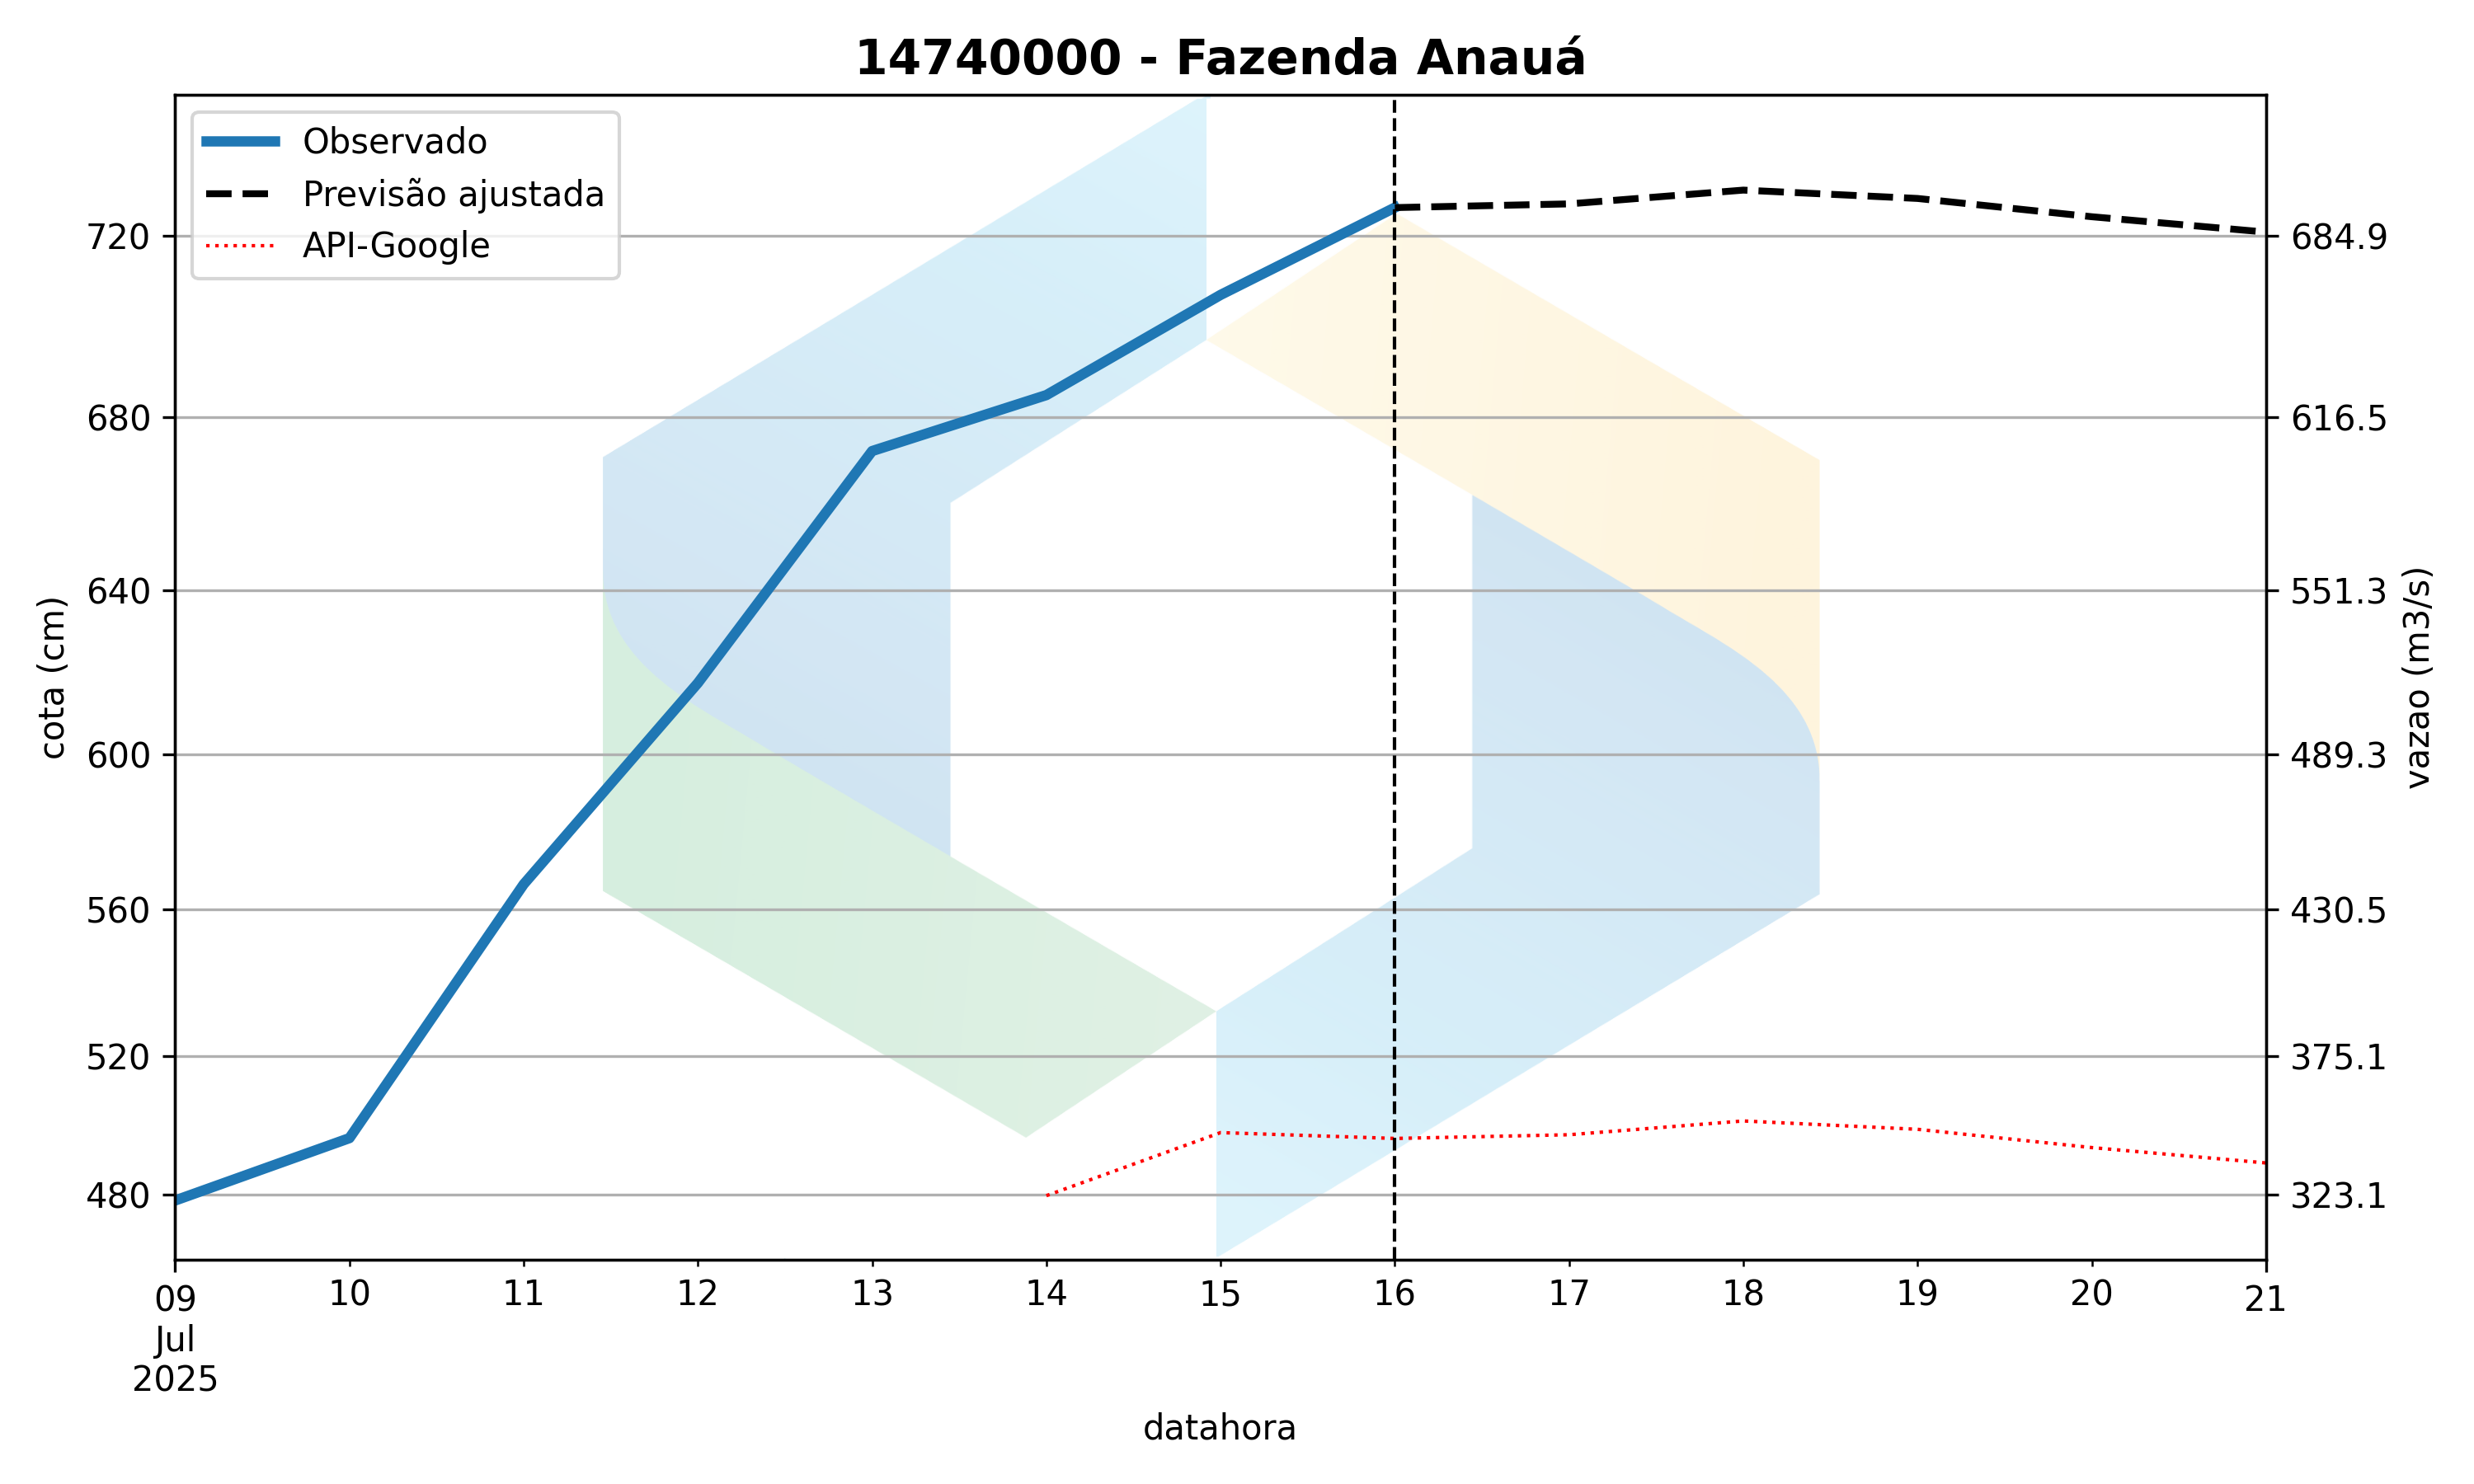 14740000 - Fazenda Anauá
Observado
Previsão ajustada
API-Google
720
680
640
600
560
520
480
cota (cm)
684.9
616.5
551.3
489.3
430.5
375.1
323.1
vazao (m3/s)
09 10 11 12 13 14 15 16 17 18 19 20 21
Jul
2025
datahora